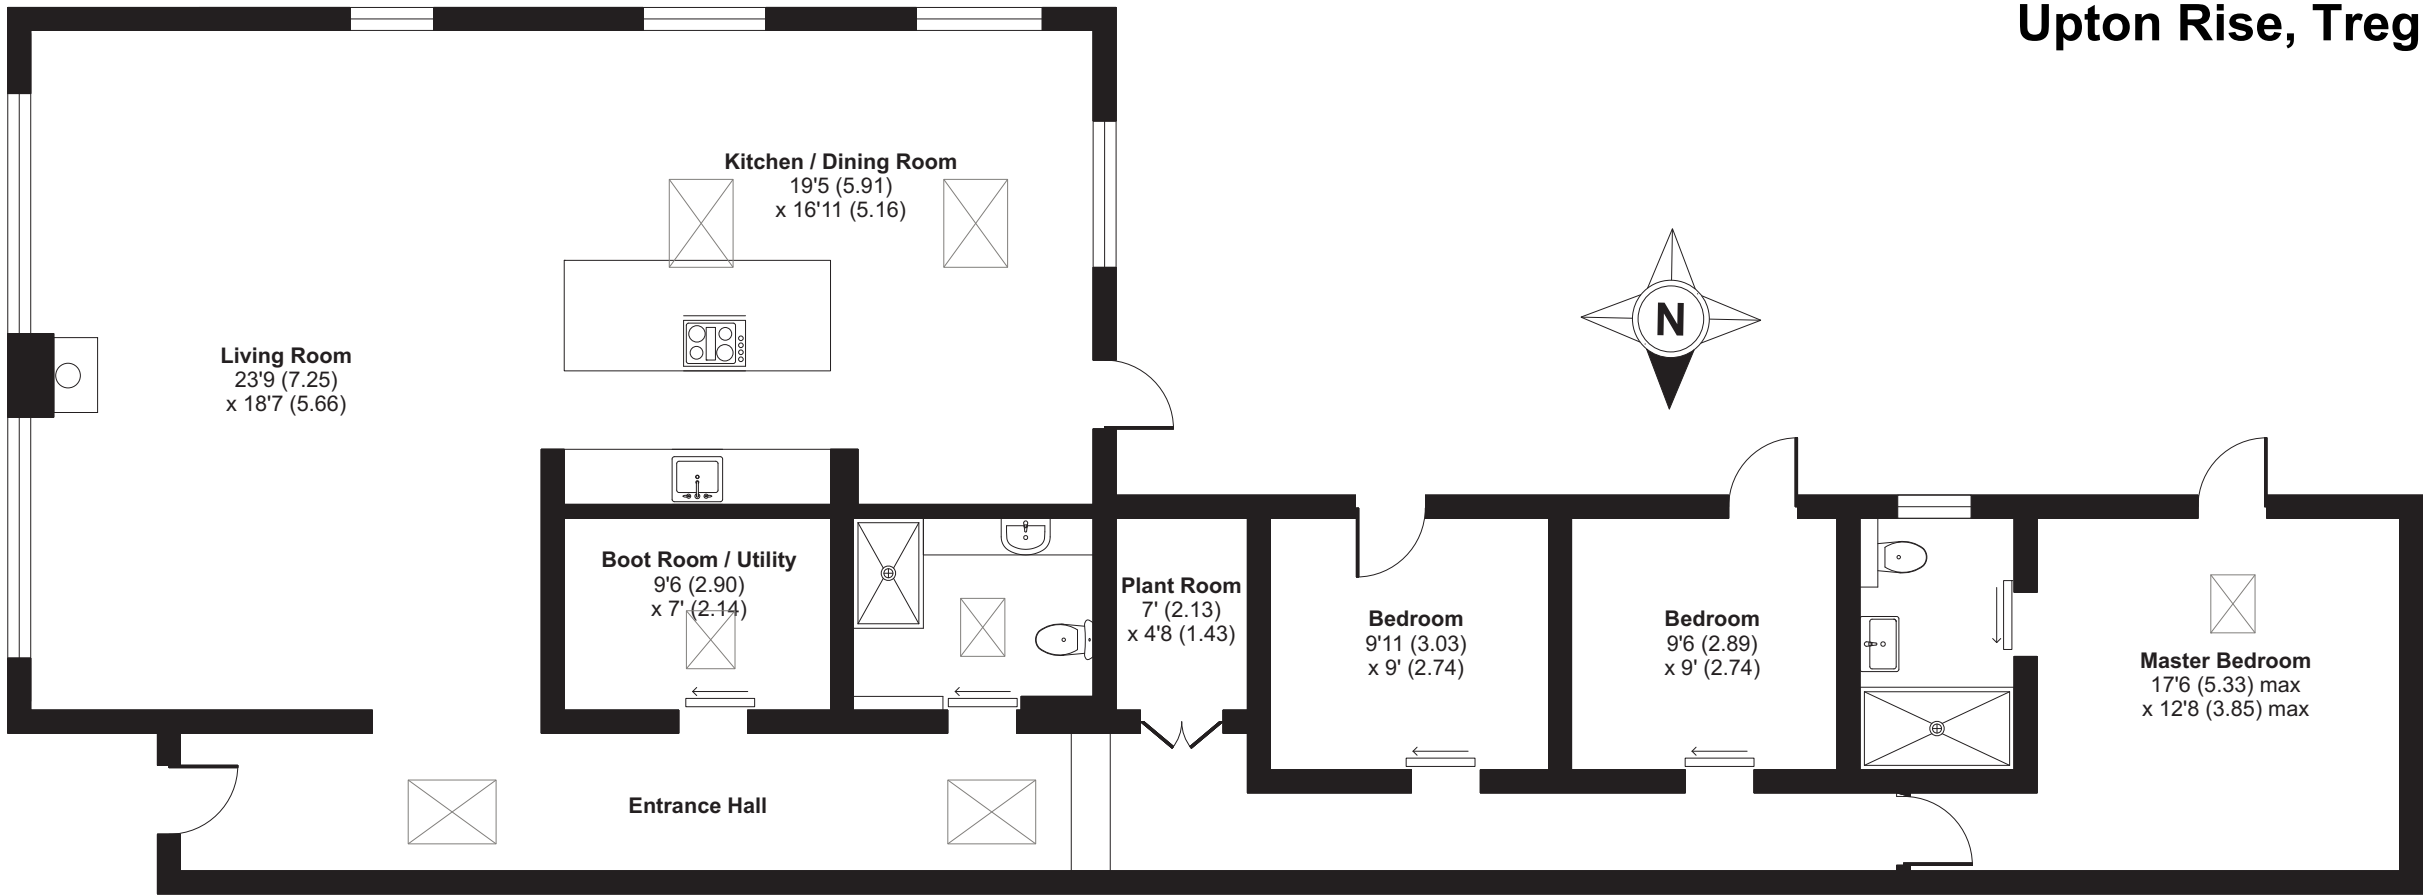 Upton Rise, Treg
Kitchen / Dining Room
19'5 (5.91)
x 16'11 (5.16)
N
Living Room
23'9 (7.25)
x 18'7 (5.66)
Boot Room / Utility
9'6 (2.90)
x 7' (2.14)
Plant Room
7' (2.13)
x 4'8 (1.43)
Bedroom
9'11 (3.03)
x 9' (2.74)
Bedroom
9'6 (2.89)
x 9' (2.74)
Master Bedroom
17'6 (5.33) max
x 12'8 (3.85) max
Entrance Hall